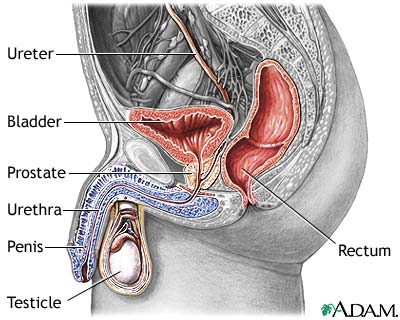 Ureter
Bladder
Prostate
Urethra
Penis
Testicle
Rectum
A.D.A.M.